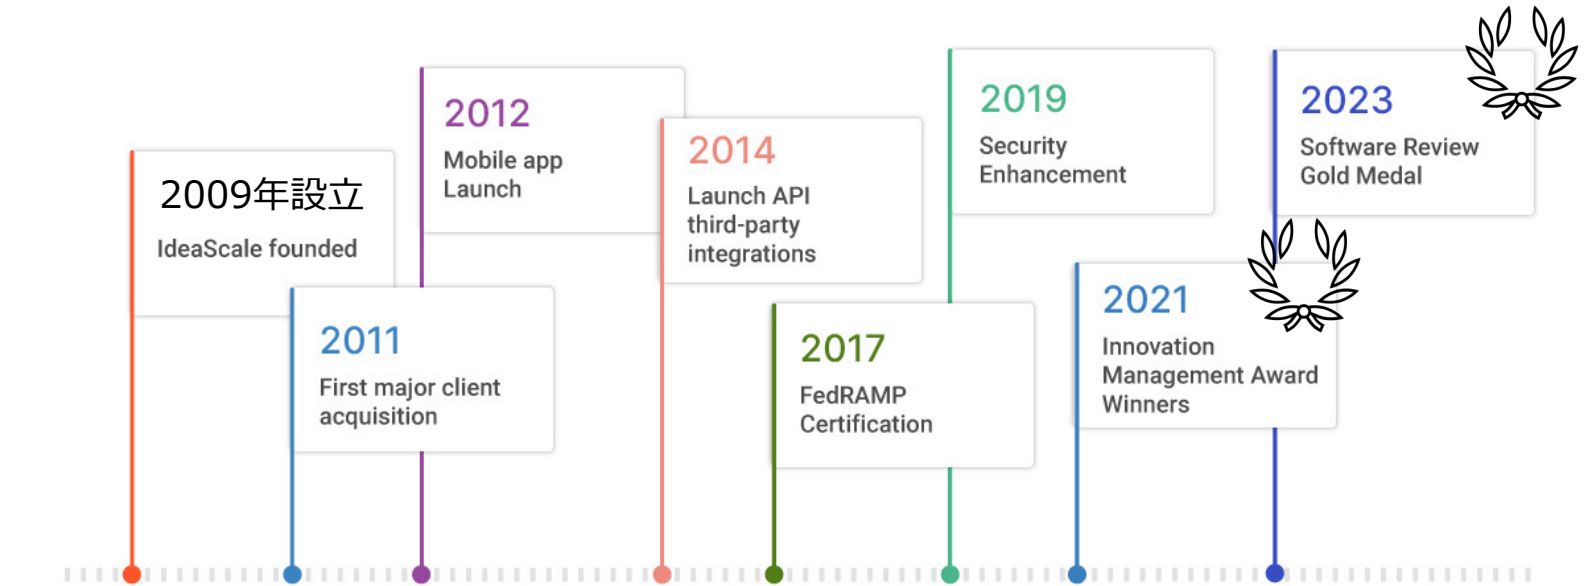 2009年設立
IdeaScale founded
2011
First major client
acquisition
2012
Mobile app
Launch
2014
Launch API
third-party
integrations
2017
FedRAMP
Certification
2019
Security
Enhancement
2021
Innovation
Management Award
Winners
2023
Software Review
Gold Medal